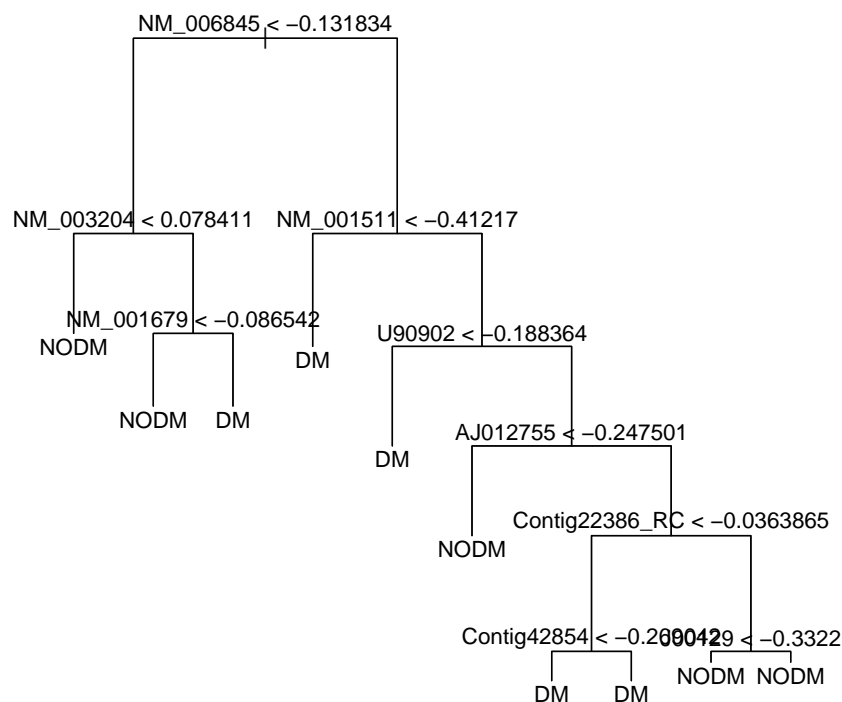 NM_006845 < −0.131834
NM_003204 < 0.078411
NM_001511 < −0.41217
NM_001679 < −0.086542
U90902 < −0.188364
NODM
DM
NODM
DM
DM
AJ012755 < −0.247501
NODM
Contig22386_RC < −0.0363865
Contig42854 <
< −0.3322
DM
DM
NODM
NODM